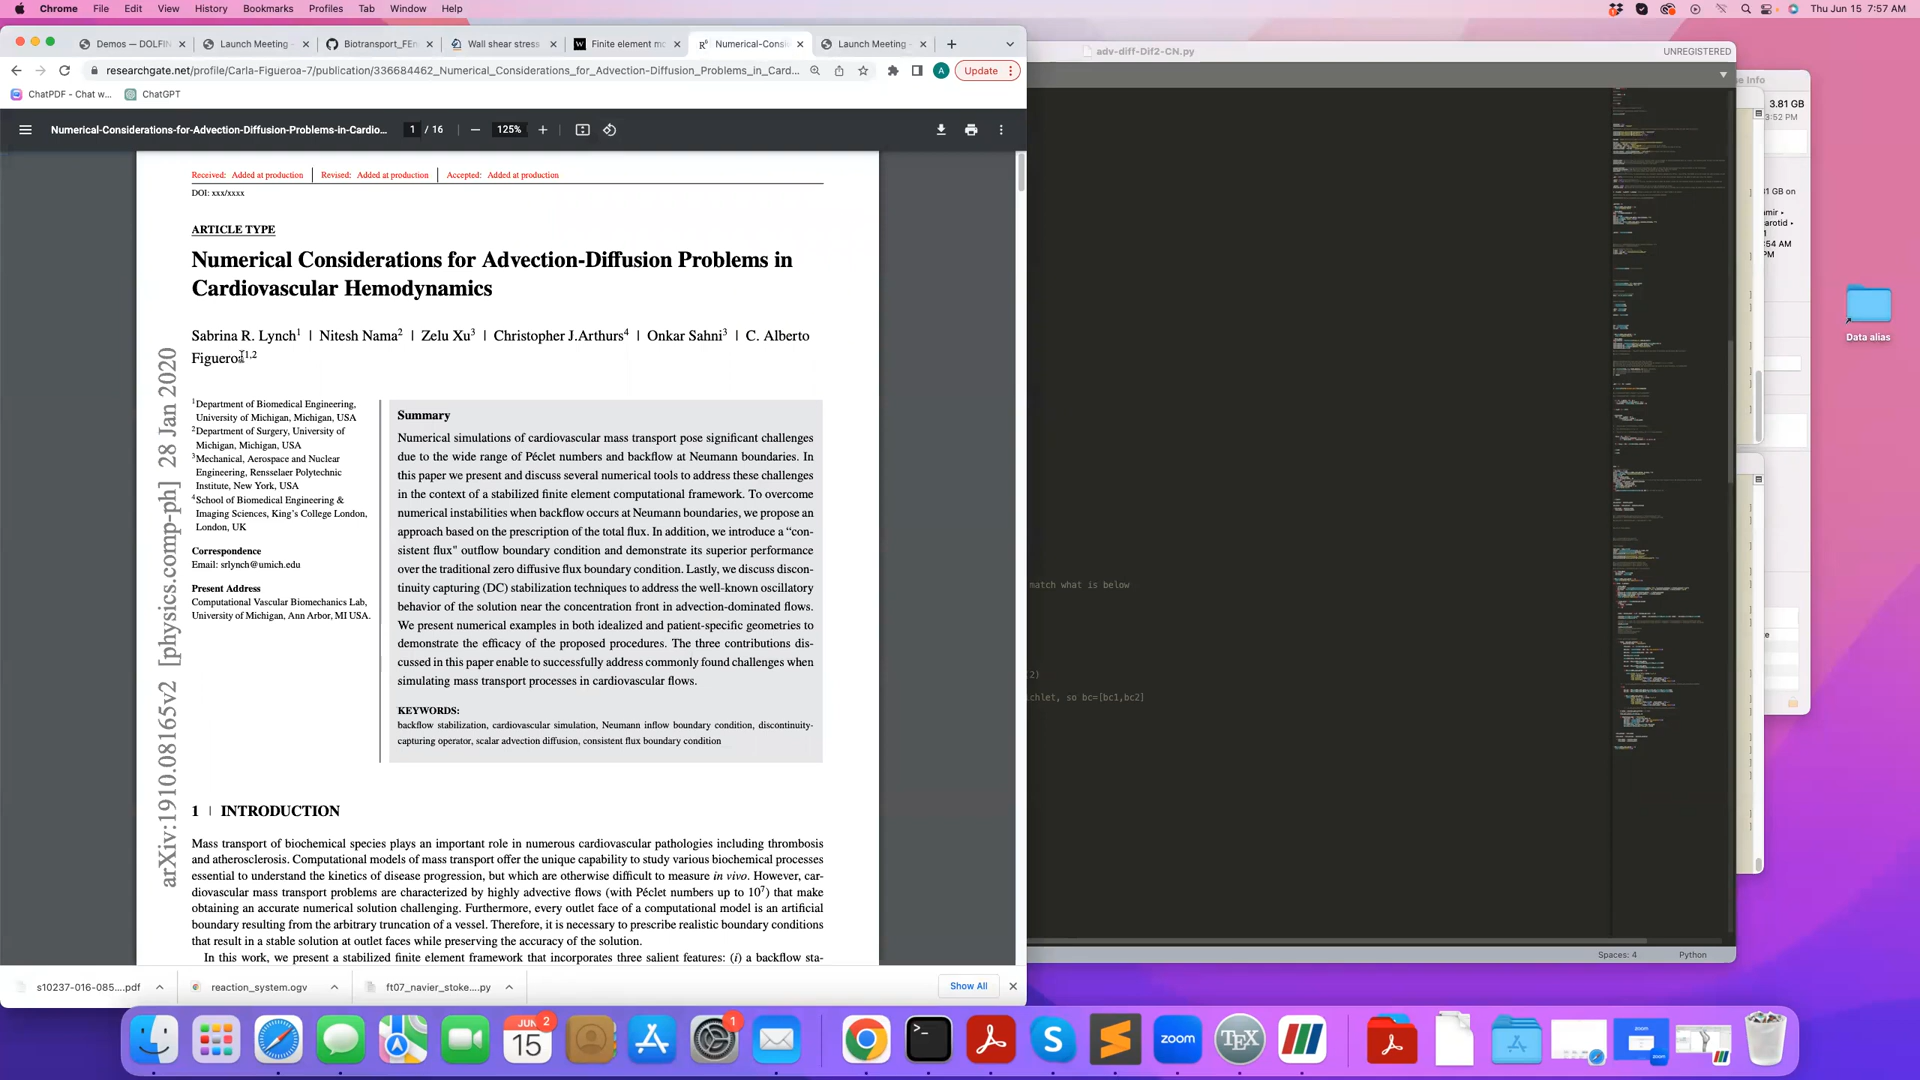 Chrome File Edit View History Bookmarks Profiles Tab Window Help Thu Jun 15 7:57 AM
Demos — DOLFIN Launch Meeting - Biotransport_FEn Wall shear stress Finite element mo Numerical-Consi Launch Meeting -
researchgate.net/profile/Carla-Figueroa-7/publication/336684462_Numerical_Considerations_for_Advection-Diffusion_Problems_in_Card... A Update
ChatPDF - Chat w... ChatGPT
Numerical-Considerations-for-Advection-Diffusion-Problems-in-Cardio... 1 / 16 125%
Received: Added at production Revised: Added at production Accepted: Added at production
DOI: xxx/xxxx
ARTICLE TYPE
Numerical Considerations for Advection-Diffusion Problems in
Cardiovascular Hemodynamics
Sabrina R. Lynch1 | Nitesh Nama2 | Zelu Xu3 | Christopher J.Arthurs4 | Onkar Sahni3 | C. Alberto
Figueroa1,2
arXiv:1910.08165v2 [physics.comp-ph] 28 Jan 2020
1Department of Biomedical Engineering,
University of Michigan, Michigan, USA
2Department of Surgery, University of
Michigan, Michigan, USA
3Mechanical, Aerospace and Nuclear
Engineering, Rensselaer Polytechnic
Institute, New York, USA
4School of Biomedical Engineering &
Imaging Sciences, King's College London,
London, UK
Correspondence
Email: srlynch@umich.edu
Present Address
Computational Vascular Biomechanics Lab,
University of Michigan, Ann Arbor, MI USA.
Summary
Numerical simulations of cardiovascular mass transport pose significant challenges
due to the wide range of Péclet numbers and backflow at Neumann boundaries. In
this paper we present and discuss several numerical tools to address these challenges
in the context of a stabilized finite element computational framework. To overcome
numerical instabilities when backflow occurs at Neumann boundaries, we propose an
approach based on the prescription of the total flux. In addition, we introduce a “con-
sistent flux" outflow boundary condition and demonstrate its superior performance
over the traditional zero diffusive flux boundary condition. Lastly, we discuss discon-
tinuity capturing (DC) stabilization techniques to address the well-known oscillatory
behavior of the solution near the concentration front in advection-dominated flows.
We present numerical examples in both idealized and patient-specific geometries to
demonstrate the efficacy of the proposed procedures. The three contributions dis-
cussed in this paper enable to successfully address commonly found challenges when
simulating mass transport processes in cardiovascular flows.
KEYWORDS:
backflow stabilization, cardiovascular simulation, Neumann inflow boundary condition, discontinuity-
capturing operator, scalar advection diffusion, consistent flux boundary condition
1 | INTRODUCTION
Mass transport of biochemical species plays an important role in numerous cardiovascular pathologies including thrombosis
and atherosclerosis. Computational models of mass transport offer the unique capability to study various biochemical processes
essential to understand the kinetics of disease progression, but which are otherwise difficult to measure in vivo. However, car-
diovascular mass transport problems are characterized by highly advective flows (with Péclet numbers up to 10^7) that make
obtaining an accurate numerical solution challenging. Furthermore, every outlet face of a computational model is an artificial
boundary resulting from the arbitrary truncation of a vessel. Therefore, it is necessary to prescribe realistic boundary conditions
that result in a stable solution at outlet faces while preserving the accuracy of the solution.
In this work, we present a stabilized finite element framework that incorporates three salient features: (i) a backflow sta-
s10237-016-085....pdf reaction_system.ogv ft07_navier_stoke....py Show All
adv-diff-Dif2-CN.py UNREGISTERED
match what is below
2)
chlet, so bc=[bc1,bc2]
Spaces: 4 Python
e Info
3.81 GB
3:52 PM
GB on
mir
arotid
1
:54 AM
PM
Data alias
JUN 2
15
1
zoom
TEX
zoom